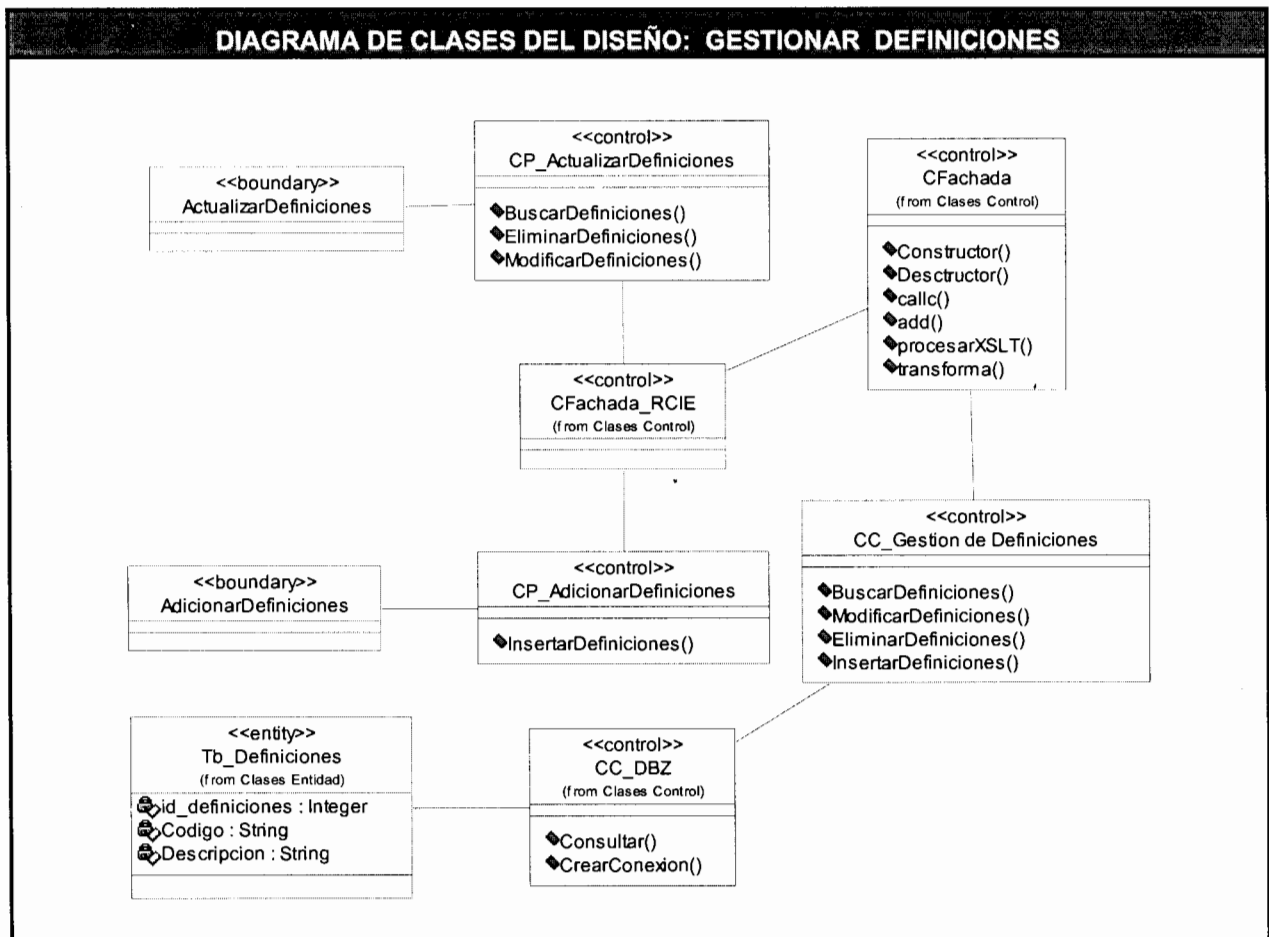 DIAGRAMA DE CLASES DEL DISEÑO: GESTIONAR DEFINICIONES
<<boundary>>
ActualizarDefiniciones
<<control>>
CP_ActualizarDefiniciones
BuscarDefiniciones()
EliminarDefiniciones()
ModificarDefiniciones()
<<control>>
CFachada
(from Clases Control)
Constructor()
Desctructor()
callc()
add()
procesarXSLT()
transforma()
<<control>>
CFachada_RCIE
(from Clases Control)
<<boundary>>
AdicionarDefiniciones
<<control>>
CP_AdicionarDefiniciones
InsertarDefiniciones()
<<control>>
CC_Gestion de Definiciones
BuscarDefiniciones()
ModificarDefiniciones()
EliminarDefiniciones()
InsertarDefiniciones()
<<entity>>
Tb_Definiciones
(from Clases Entidad)
id_definiciones : Integer
Codigo : String
Descripcion : String
<<control>>
CC_DBZ
(from Clases Control)
Consultar()
CrearConexion()